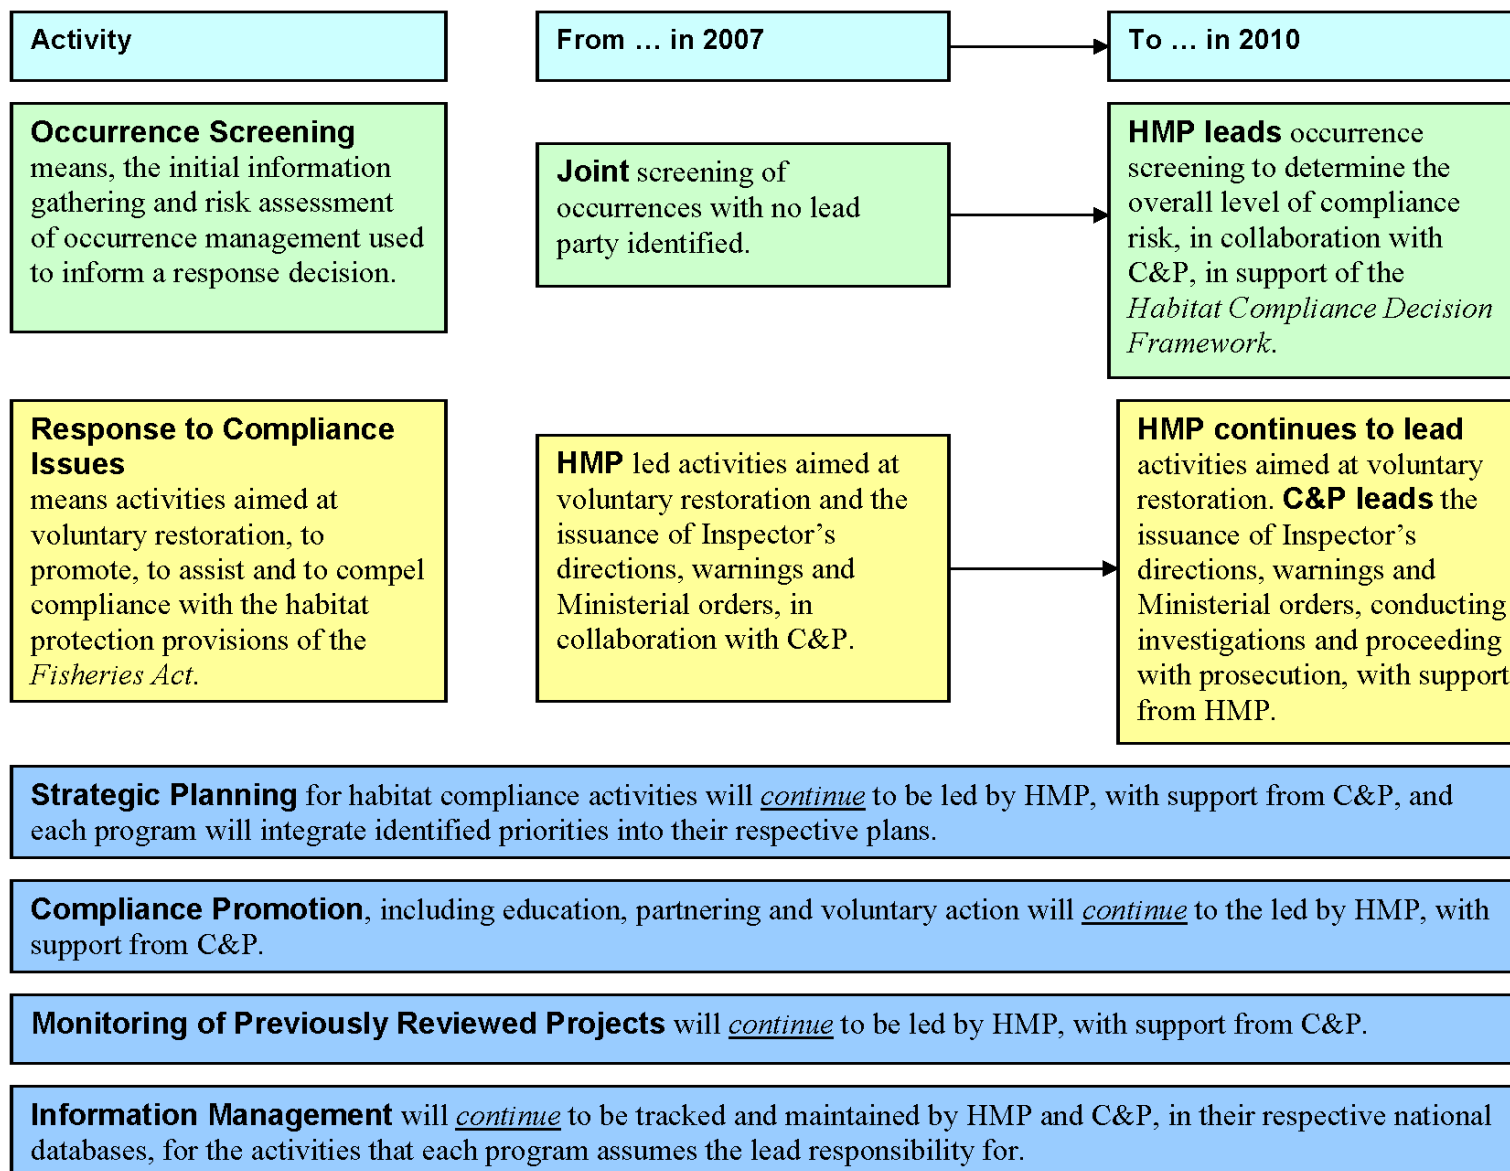 Activity
From … in 2007
To … in 2010
Occurrence Screening
means, the initial information
gathering and risk assessment
of occurrence management used
to inform a response decision.
Joint screening of
occurrences with no lead
party identified.
HMP leads occurrence
screening to determine the
overall level of compliance
risk, in collaboration with
C&P, in support of the
Habitat Compliance Decision
Framework.
Response to Compliance
Issues
means activities aimed at
voluntary restoration, to
promote, to assist and to compel
compliance with the habitat
protection provisions of the
Fisheries Act.
HMP led activities aimed at
voluntary restoration and the
issuance of Inspector’s
directions, warnings and
Ministerial orders, in
collaboration with C&P.
HMP continues to lead
activities aimed at voluntary
restoration. C&P leads the
issuance of Inspector’s
directions, warnings and
Ministerial orders, conducting
investigations and proceeding
with prosecution, with support
from HMP.
Strategic Planning for habitat compliance activities will continue to be led by HMP, with support from C&P, and
each program will integrate identified priorities into their respective plans.
Compliance Promotion, including education, partnering and voluntary action will continue to the led by HMP, with
support from C&P.
Monitoring of Previously Reviewed Projects will continue to be led by HMP, with support from C&P.
Information Management will continue to be tracked and maintained by HMP and C&P, in their respective national
databases, for the activities that each program assumes the lead responsibility for.